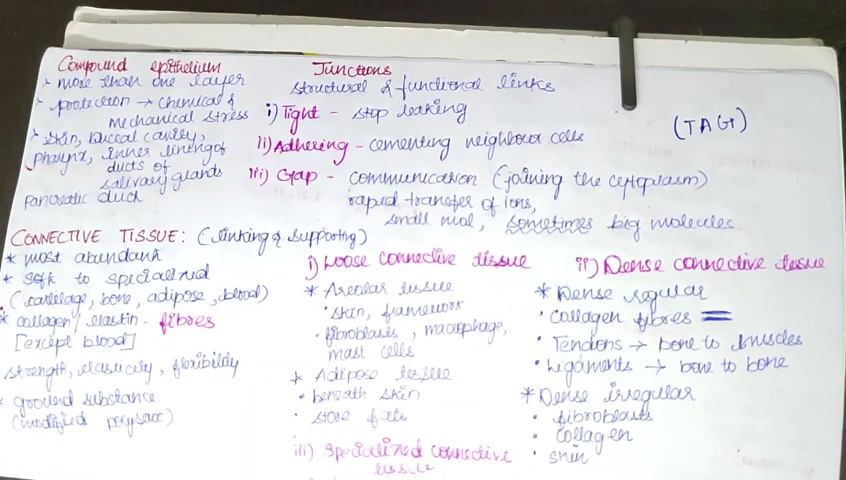 Compound epithelium
> more than one layer
> protection → chemical &
mechanical stress
> skin, buccal cavity,
pharynx, inner lining of
ducts of
salivary glands
pancreatic duct
Junctions
structural & functional links
i) Tight - stop leaking
ii) Adhering - cementing neighbour cells
iii) Gap - communication (joining the cytoplasm)
rapid transfer of ions,
small mol, sometimes big molecules.
(TAG)
CONNECTIVE TISSUE: (linking & supporting)
* most abundant
* soft to specialized
(cartelage, bone, adipose, blood)
* collagen/elastin - fibres
[except blood]
strength, elasticity, flexibility
* ground substance
(modified polysacc)
i) Loose connective tissue
* Areolar tissue
• skin, framework
• fibroblasts, macrophage,
mast cells
* Adipose tissue
• beneath skin
• store fats
iii) Specialized connective
tissue
ii) Dense connective tissue
* Dense regular
• collagen fibres
• Tendons → bone to muscles
• Ligaments → bone to bone
* Dense irregular
• fibroblasts
• collagen
• skin